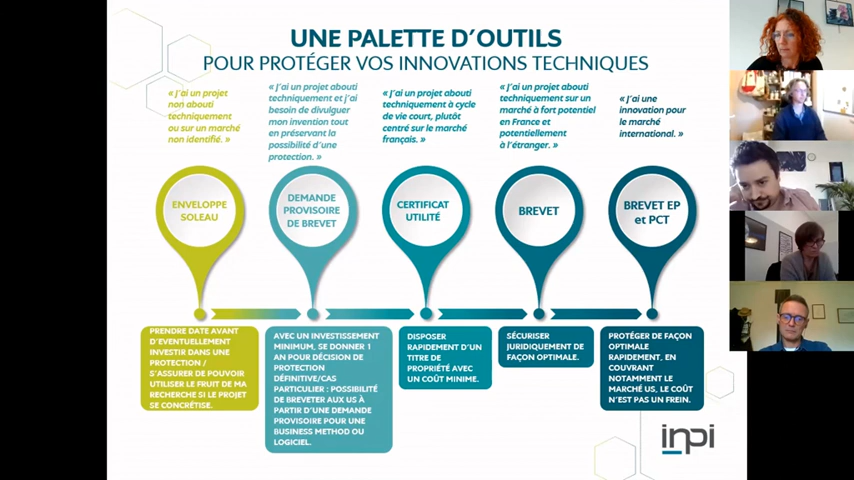 UNE PALETTE D'OUTILS
POUR PROTÉGER VOS INNOVATIONS TECHNIQUES
« J'ai un projet
non abouti
techniquement
ou sur un marché
non identifié. »
« J'ai un projet abouti
techniquement et j'ai
besoin de divulguer
mon invention tout
en préservant la
possibilité d'une
protection. »
« J'ai un projet abouti
techniquement à cycle
de vie court, plutôt
centré sur le marché
français. »
« J'ai un projet abouti
techniquement sur un
marché à fort potentiel
en France et
potentiellement
à l'étranger. »
« J'ai une
innovation pour
le marché
international. »
ENVELOPPE
SOLEAU
DEMANDE
PROVISOIRE
DE BREVET
CERTIFICAT
UTILITÉ
BREVET
BREVET EP
et PCT
PRENDRE DATE AVANT
D'EVENTUELLEMENT
INVESTIR DANS UNE
PROTECTION /
S'ASSURER DE POUVOIR
UTILISER LE FRUIT DE MA
RECHERCHE SI LE PROJET
SE CONCRÉTISE.
AVEC UN INVESTISSEMENT
MINIMUM, SE DONNER 1
AN POUR DÉCISION DE
PROTECTION
DÉFINITIVE/CAS
PARTICULIER : POSSIBILITÉ
DE BREVETER AUX US À
PARTIR D'UNE DEMANDE
PROVISOIRE POUR UNE
BUSINESS METHOD OU
LOGICIEL.
DISPOSER
RAPIDEMENT D'UN
TITRE DE
PROPRIÉTÉ AVEC
UN COÛT MINIME.
SÉCURISER
JURIDIQUEMENT DE
FAÇON OPTIMALE.
PROTÉGER DE FAÇON
OPTIMALE
RAPIDEMENT, EN
COUVRANT
NOTAMMENT LE
MARCHÉ US, LE COÛT
N'EST PAS UN FREIN.
inpi